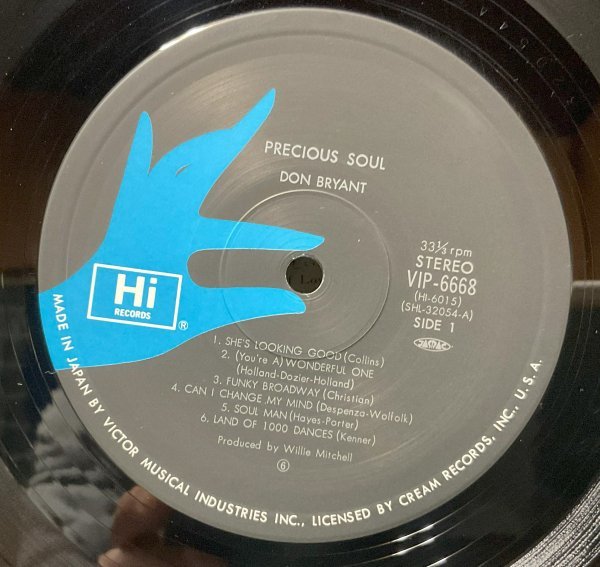 PRECIOUS SOUL
DON BRYANT
Hi
RECORDS
®
33⅓ rpm
STEREO
VIP-6668
(HI-6015)
(SHL-32054-A)
SIDE 1
JASRAC
1. SHE'S LOOKING GOOD (Collins)
2. (You're A) WONDERFUL ONE
(Holland-Dozier-Holland)
3. FUNKY BROADWAY (Christian)
4. CAN I CHANGE MY MIND (Despenza-Wolfolk)
5. SOUL MAN (Hayes-Porter)
6. LAND OF 1000 DANCES (Kenner)
Produced by Willie Mitchell
⑥
MADE IN JAPAN BY VICTOR MUSICAL INDUSTRIES INC., LICENSED BY CREAM RECORDS, INC., U.S.A.